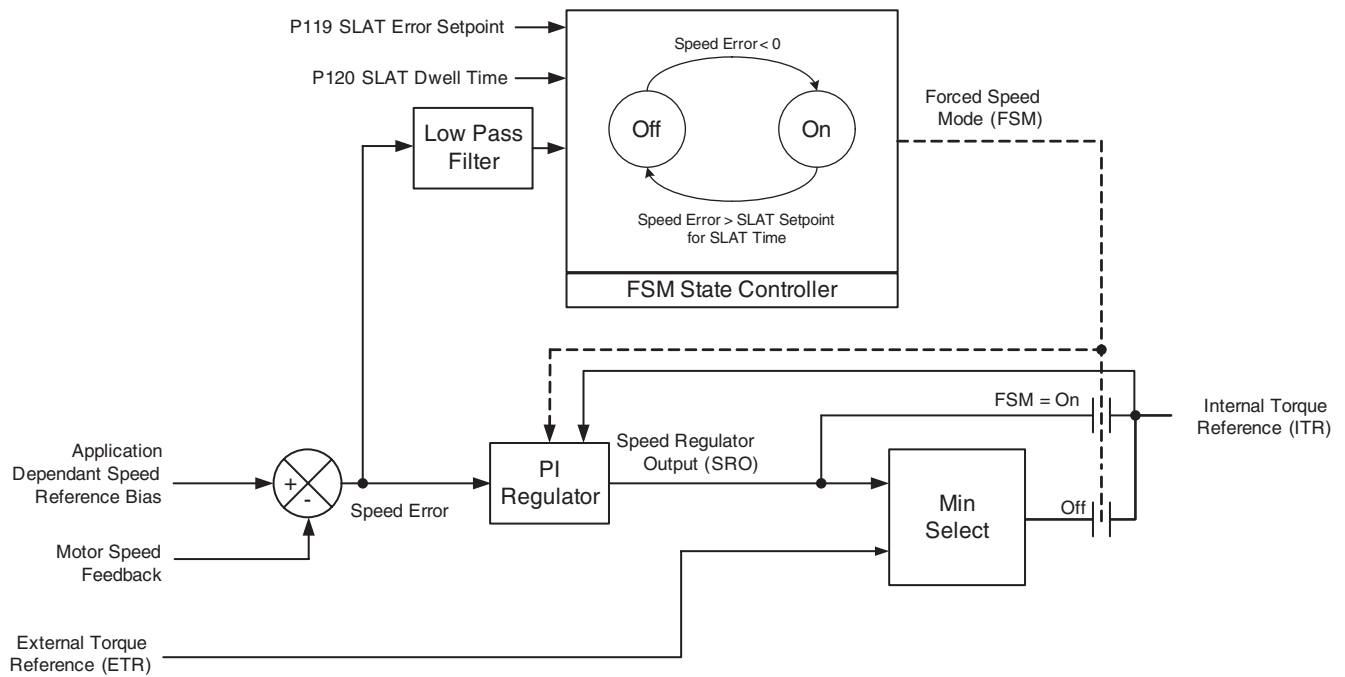 P119 SLAT Error Setpoint
P120 SLAT Dwell Time
Low Pass
Filter
Speed Error < 0
Off
On
Speed Error > SLAT Setpoint
for SLAT Time
FSM State Controller
Forced Speed
Mode (FSM)
FSM = On
Internal Torque
Reference (ITR)
Application
Dependant Speed
Reference Bias
+
-
Speed Error
PI
Regulator
Speed Regulator
Output (SRO)
Min
Select
Off
Motor Speed
Feedback
External Torque
Reference (ETR)